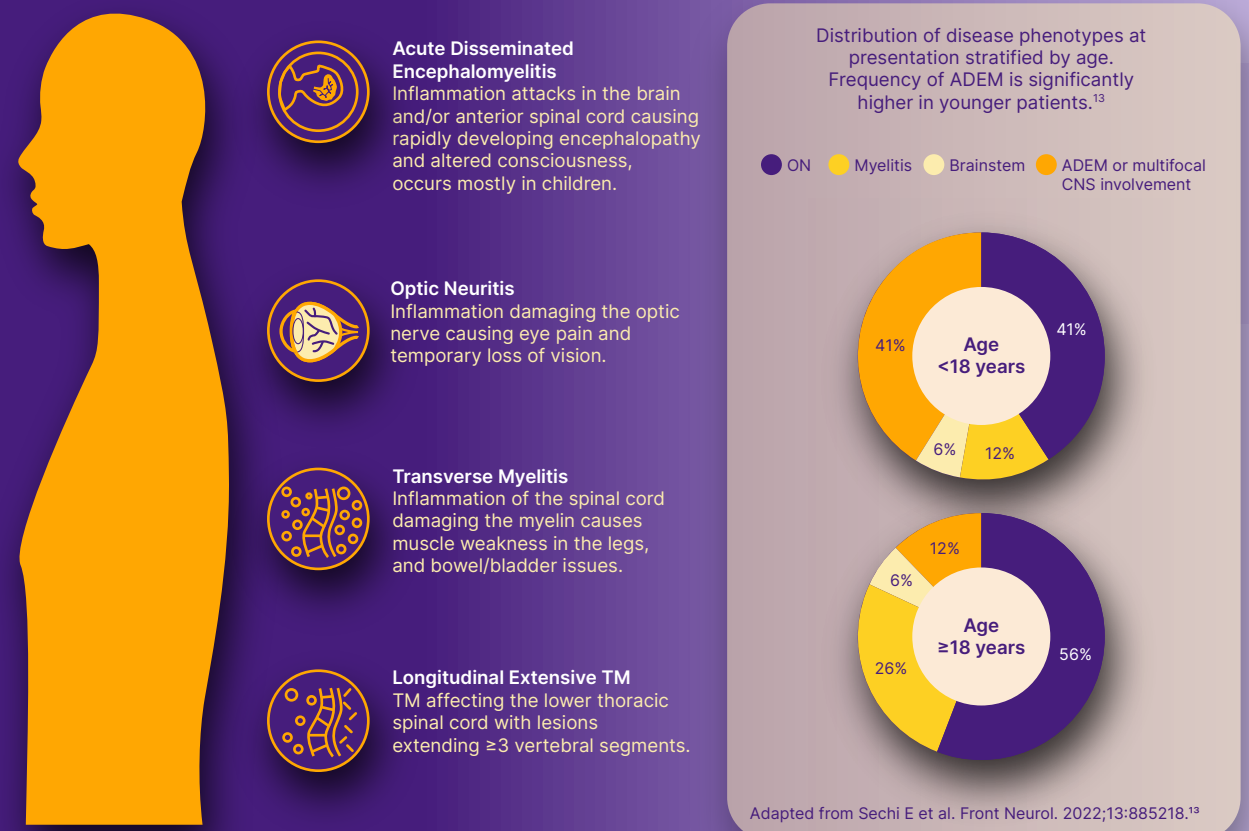 Acute Disseminated
Encephalomyelitis
Inflammation attacks in the brain
and/or anterior spinal cord causing
rapidly developing encephalopathy
and altered consciousness,
occurs mostly in children.
Optic Neuritis
Inflammation damaging the optic
nerve causing eye pain and
temporary loss of vision.
Transverse Myelitis
Inflammation of the spinal cord
damaging the myelin causes
muscle weakness in the legs,
and bowel/bladder issues.
Longitudinal Extensive TM
TM affecting the lower thoracic
spinal cord with lesions
extending ≥3 vertebral segments.
Distribution of disease phenotypes at
presentation stratified by age.
Frequency of ADEM is significantly
higher in younger patients.¹³
ON Myelitis Brainstem ADEM or multifocal
CNS involvement
41%
41%
Age
<18 years
6%
12%
12%
6%
Age
≥18 years
56%
26%
Adapted from Sechi E et al. Front Neurol. 2022;13:885218.¹³